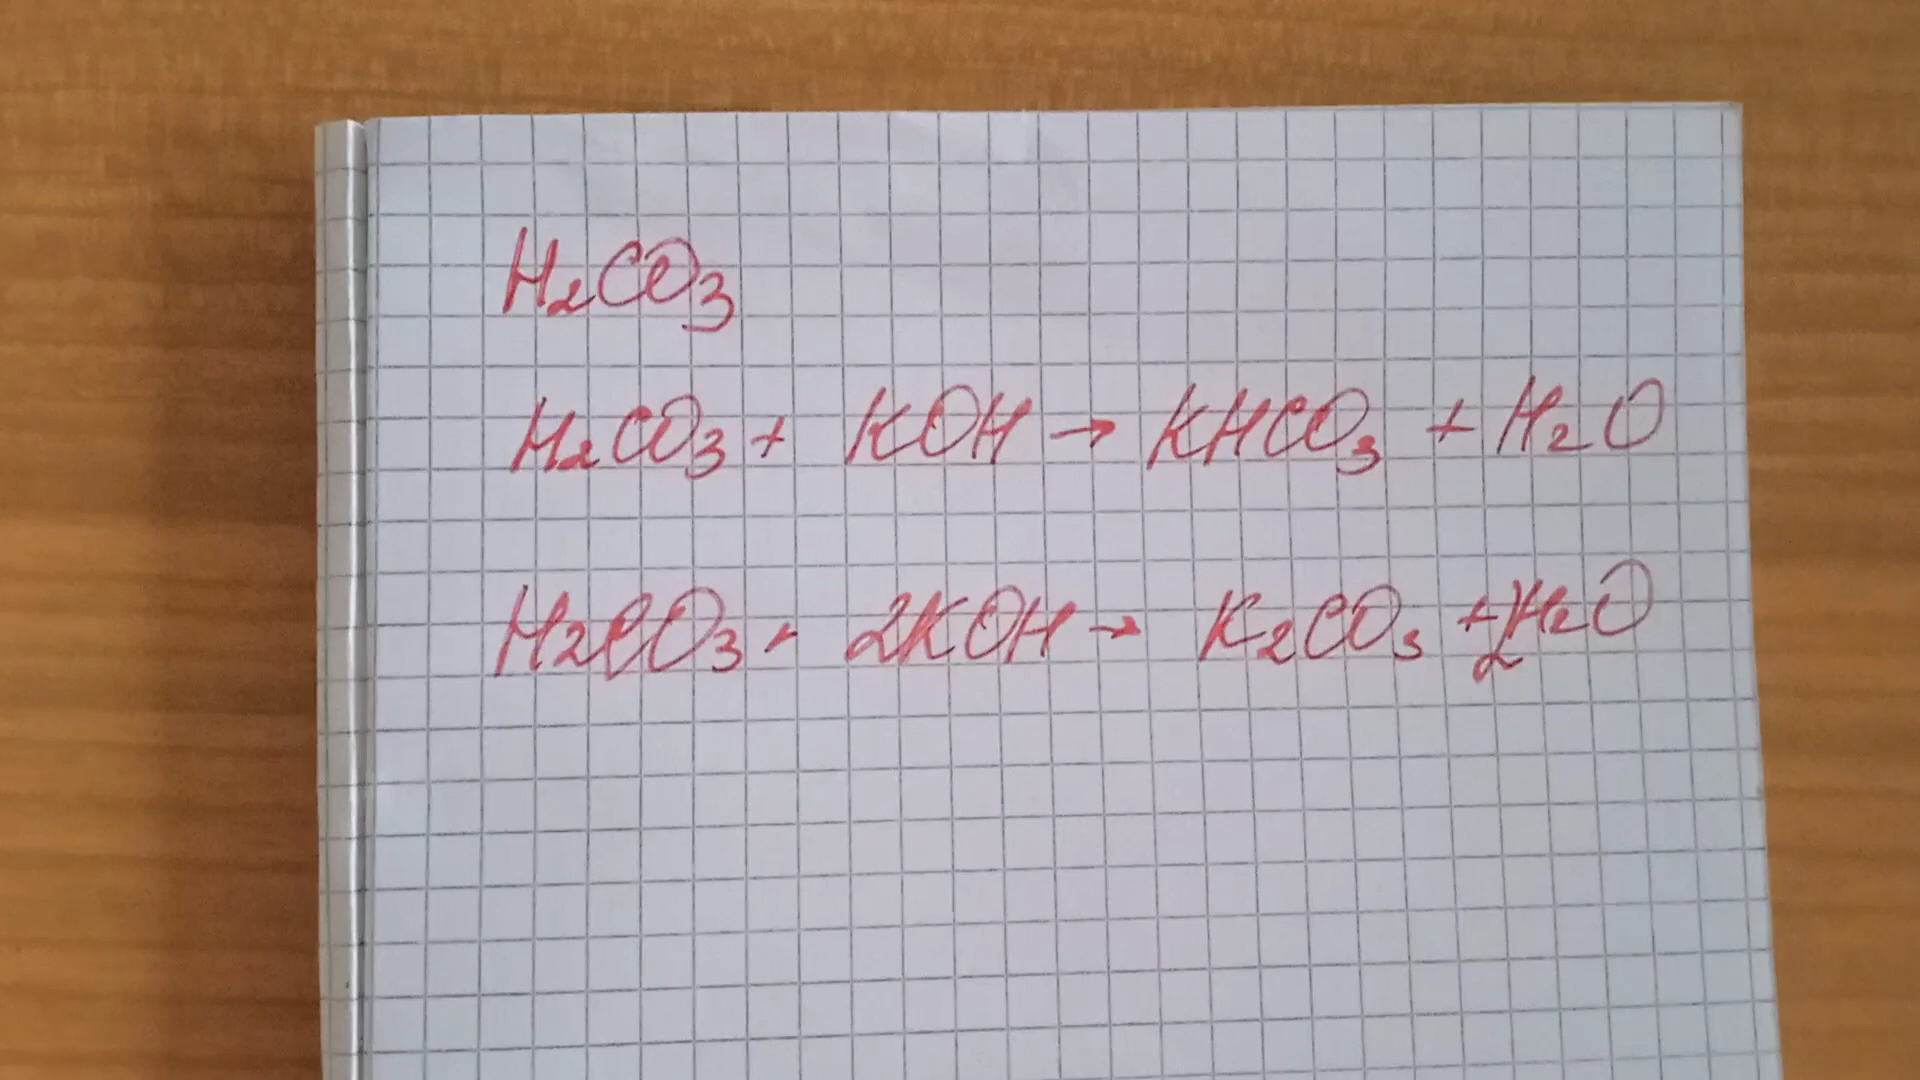 H₂CO₃
H₂CO₃ + KOH → KHCO₃ + H₂O
H₂CO₃ + 2KOH → K₂CO₃ + 2H₂O